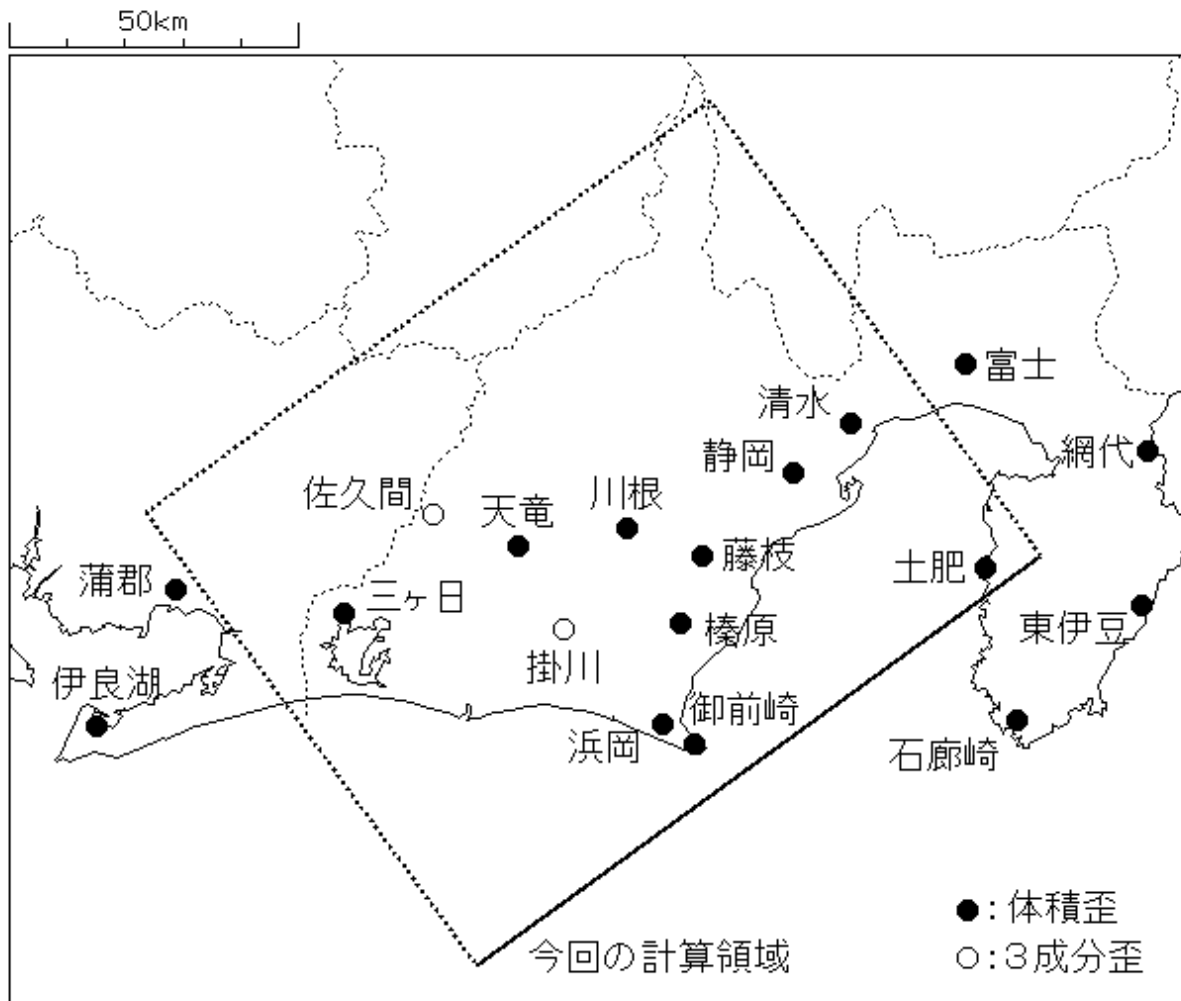 50km
富士
清水
網代
静岡
佐久間
川根
天竜
藤枝
土肥
蒲郡
三ヶ日
東伊豆
榛原
掛川
伊良湖
御前崎
浜岡
石廊崎
●:体積歪
今回の計算領域
○:3成分歪